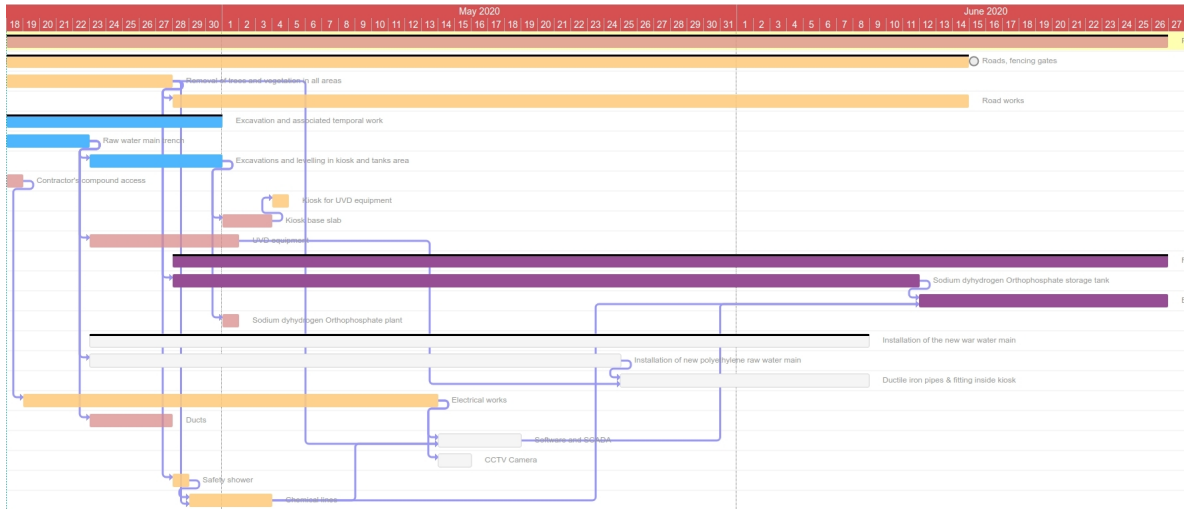 May 2020
June 2020
18 19 20 21 22 23 24 25 26 27 28 29 30 1 2 3 4 5 6 7 8 9 10 11 12 13 14 15 16 17 18 19 20 21 22 23 24 25 26 27 28 29 30 31 1 2 3 4 5 6 7 8 9 10 11 12 13 14 15 16 17 18 19 20 21 22 23 24 25 26 27
Roads, fencing gates
Removal of trees and vegetation in all areas
Road works
Excavation and associated temporal work
Raw water main trench
Excavations and levelling in kiosk and tanks area
Contractor's compound access
Kiosk for UVD equipment
Kiosk base slab
UVD equipment
Sodium dyhydrogen Orthophosphate storage tank
Sodium dyhydrogen Orthophosphate plant
Installation of the new war water main
Installation of new polyethylene raw water main
Ductile iron pipes & fitting inside kiosk
Electrical works
Ducts
Software and SCADA
CCTV Camera
Safety shower
Chemical lines